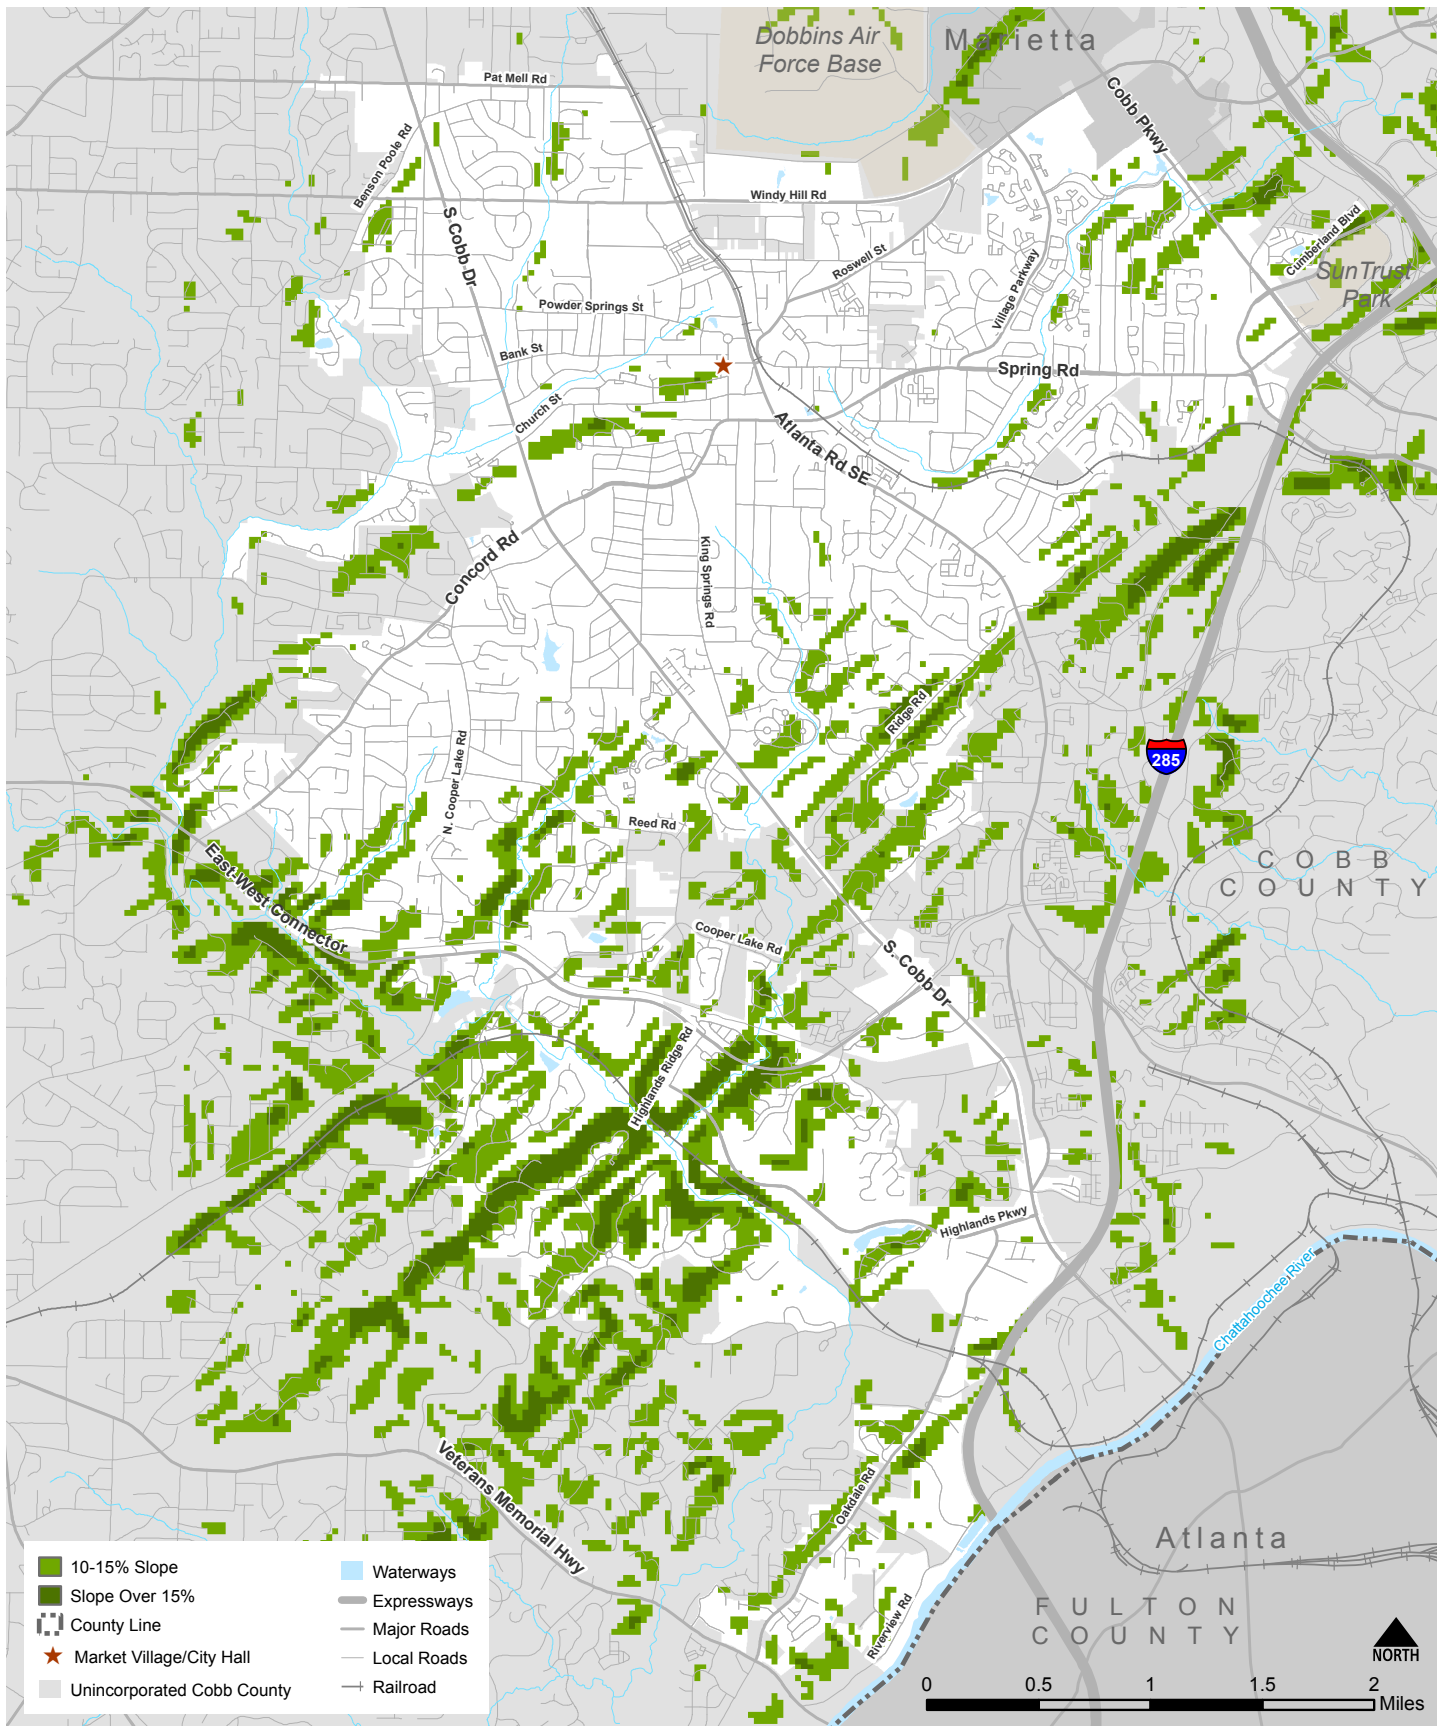 Dobbins Air
Force Base
Marietta
Pat Mell Rd
Cobb Pkwy
Benson Poole Rd
Windy Hill Rd
S Cobb Dr
Cumberland Blvd
Roswell St
SunTrust
Park
Village Parkway
Powder Springs St
Bank St
Spring Rd
Church St
Atlanta Rd SE
Concord Rd
King Springs Rd
Ridge Rd
N. Cooper Lake Rd
285
Reed Rd
COBB
COUNTY
East-West Connector
Cooper Lake Rd
S. Cobb Dr
Highlands Ridge Rd
Highlands Pkwy
Chattahoochee River
Veterans Memorial Hwy
Oakdale Rd
Atlanta
Riverview Rd
FULTON
COUNTY
10-15% Slope
Slope Over 15%
County Line
Market Village/City Hall
Unincorporated Cobb County
Waterways
Expressways
Major Roads
Local Roads
Railroad
NORTH
0 0.5 1 1.5 2
Miles